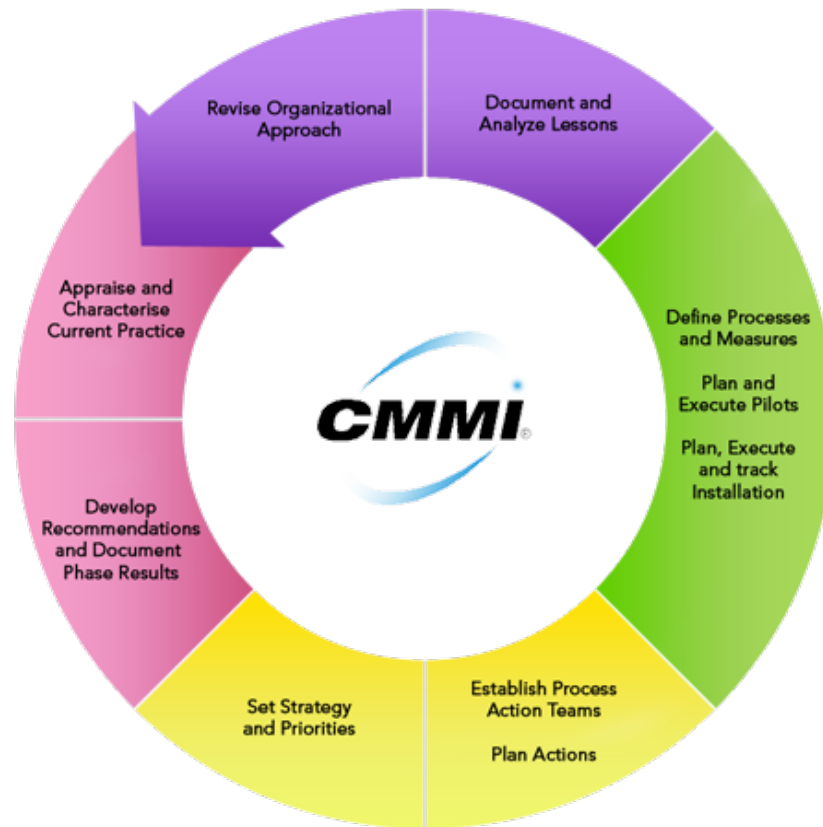 Revise Organizational
Approach
Document and
Analyze Lessons
Appraise and
Characterise
Current Practice
Define Processes
and Measures
Plan and
Execute Pilots
Plan, Execute
and track
Installation
CMMI®
Develop
Recommendations
and Document
Phase Results
Set Strategy
and Priorities
Establish Process
Action Teams
Plan Actions